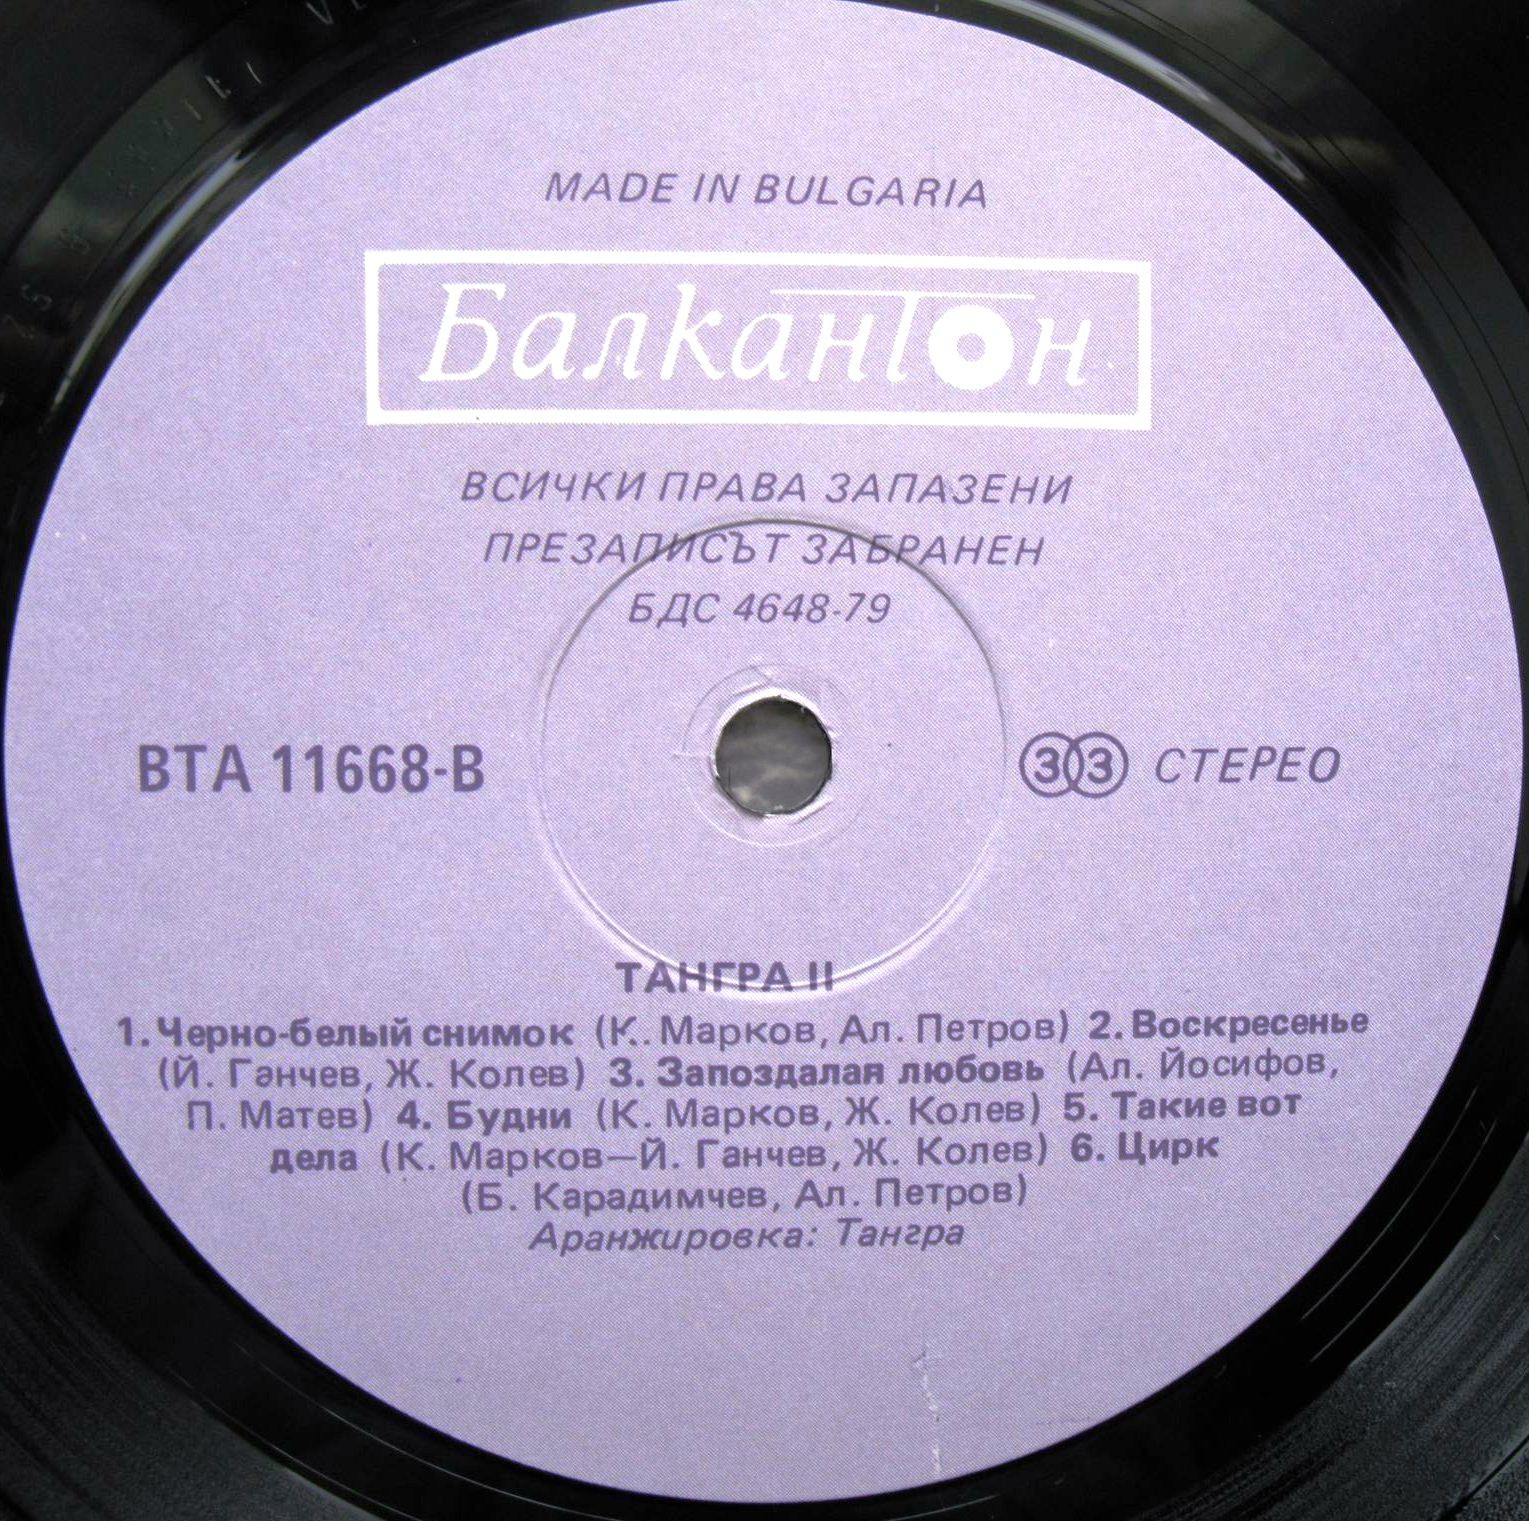 MADE IN BULGARIA
Балкантон
ВСИЧКИ ПРАВА ЗАПАЗЕНИ
ПРЕЗАПИСЪТ ЗАБРАНЕН
БДС 4648-79
ВТА 11668-В
33 СТЕРЕО
ТАНГРА II
1. Черно-белый снимок (К. Марков, Ал. Петров) 2. Воскресенье
(Й. Ганчев, Ж. Колев) 3. Запоздалая любовь (Ал. Йосифов,
П. Матев) 4. Будни (К. Марков, Ж. Колев) 5. Такие вот
дела (К. Марков—Й. Ганчев, Ж. Колев) 6. Цирк
(Б. Карадимчев, Ал. Петров)
Аранжировка: Тангра